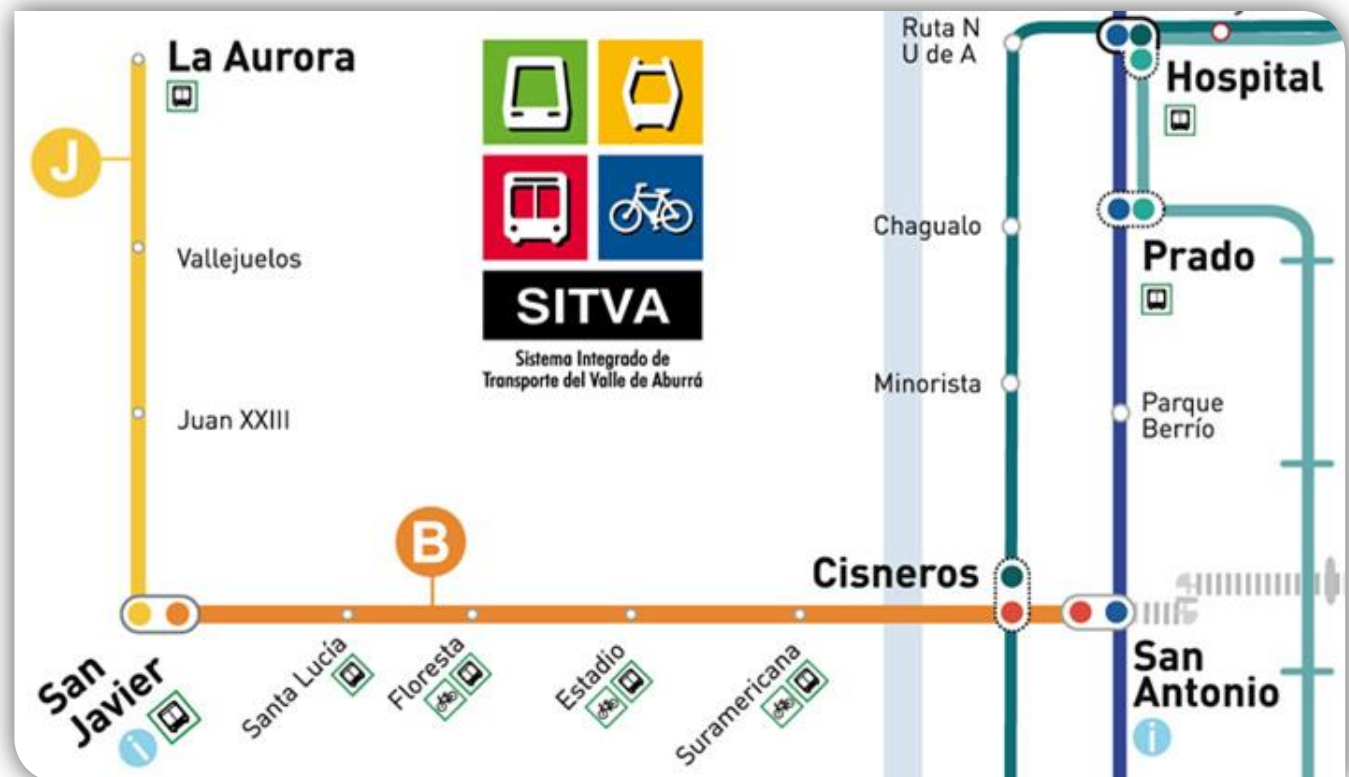 La Aurora
J
Vallejuelos
Juan XXIII
SITVA
Sistema Integrado de
Transporte del Valle de Aburrá
Ruta N
U de A
Hospital
Chagualo
Prado
Minorista
Parque
Berrío
B
Cisneros
San
Javier
i
Santa Lucía
Floresta
Estadio
Suramericana
San
Antonio
i